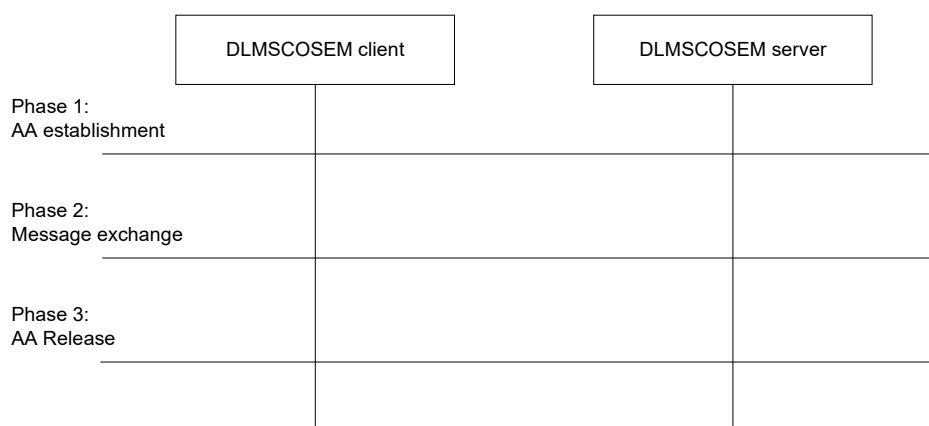 DLMSCOSEM client
DLMSCOSEM server
Phase 1:
AA establishment
Phase 2:
Message exchange
Phase 3:
AA Release